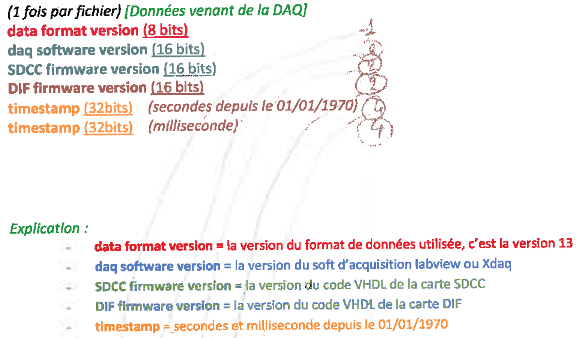 (1 fois par fichier) [Données venant de la DAQ]
data format version (8 bits) 1
daq software version (16 bits) 2
SDCC firmware version (16 bits) 2
DIF firmware version (16 bits) 2
timestamp (32bits) (secondes depuis le 01/01/1970) 4
timestamp (32bits) (milliseconde) 4
Explication :
- data format version = la version du format de données utilisée, c'est la version 13
- daq software version = la version du soft d'acquisition labview ou Xdaq
- SDCC firmware version = la version du code VHDL de la carte SDCC
- DIF firmware version = la version du code VHDL de la carte DIF
- timestamp = secondes et milliseconde depuis le 01/01/1970